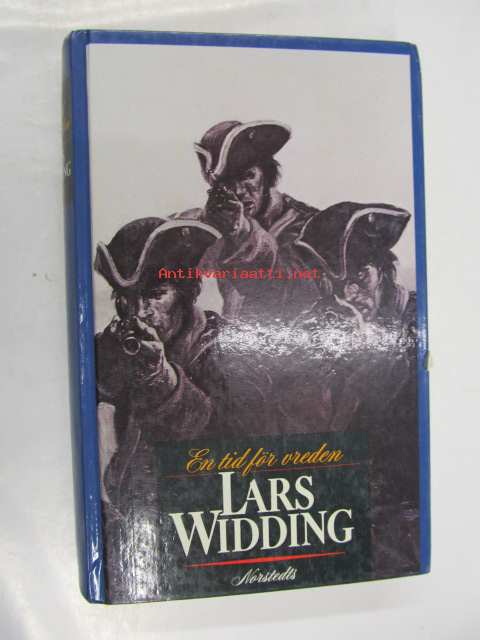 Antikvariaatti.net
En tid för vreden
LARS
WIDDING
Norstedts